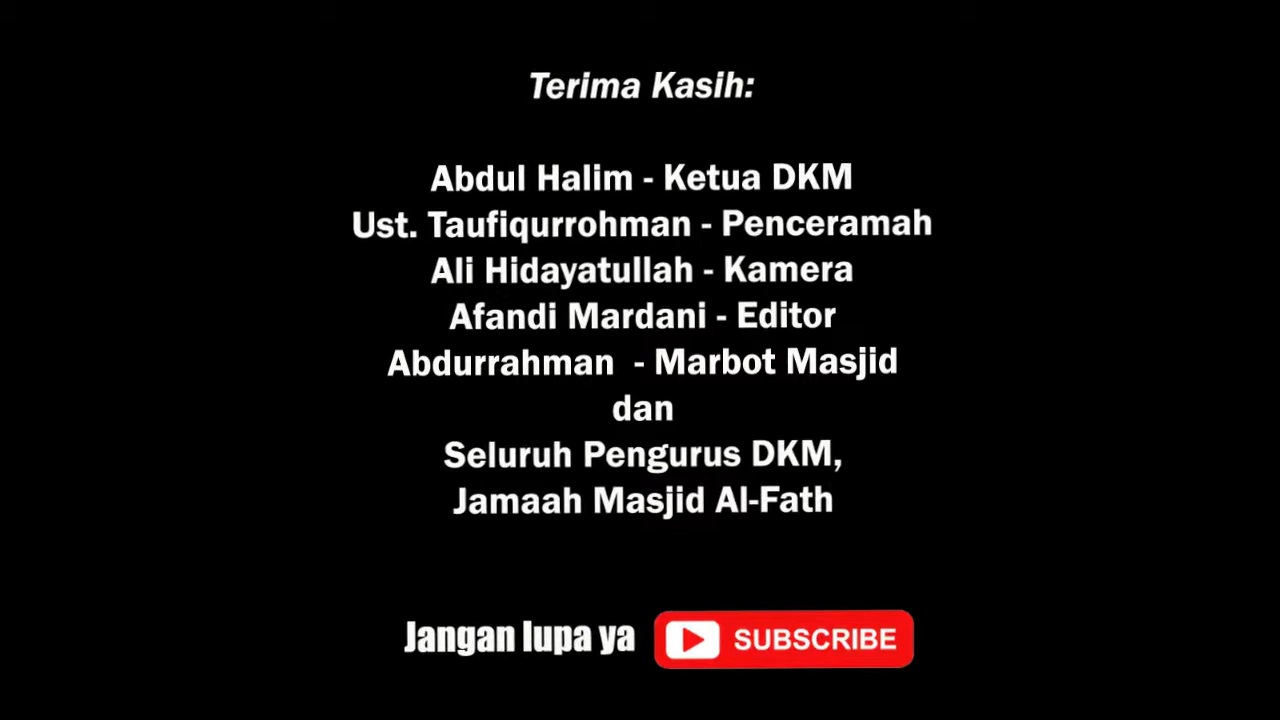 Terima Kasih:
Abdul Halim - Ketua DKM
Ust. Taufiqurrohman - Penceramah
Ali Hidayatullah - Kamera
Afandi Mardani - Editor
Abdurrahman  - Marbot Masjid
dan
Seluruh Pengurus DKM,
Jamaah Masjid Al-Fath
Jangan lupa ya SUBSCRIBE